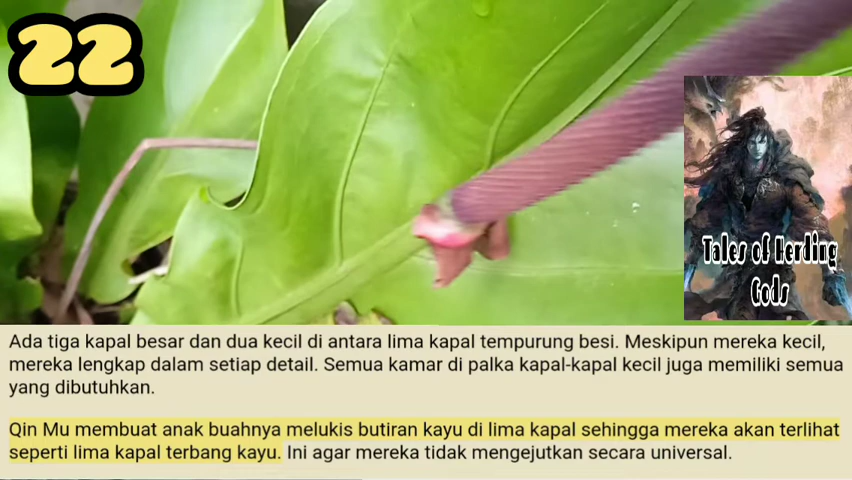 22
Tales of Herding
Gods
Ada tiga kapal besar dan dua kecil di antara lima kapal tempurung besi. Meskipun mereka kecil,
mereka lengkap dalam setiap detail. Semua kamar di palka kapal-kapal kecil juga memiliki semua
yang dibutuhkan.
Qin Mu membuat anak buahnya melukis butiran kayu di lima kapal sehingga mereka akan terlihat
seperti lima kapal terbang kayu. Ini agar mereka tidak mengejutkan secara universal.